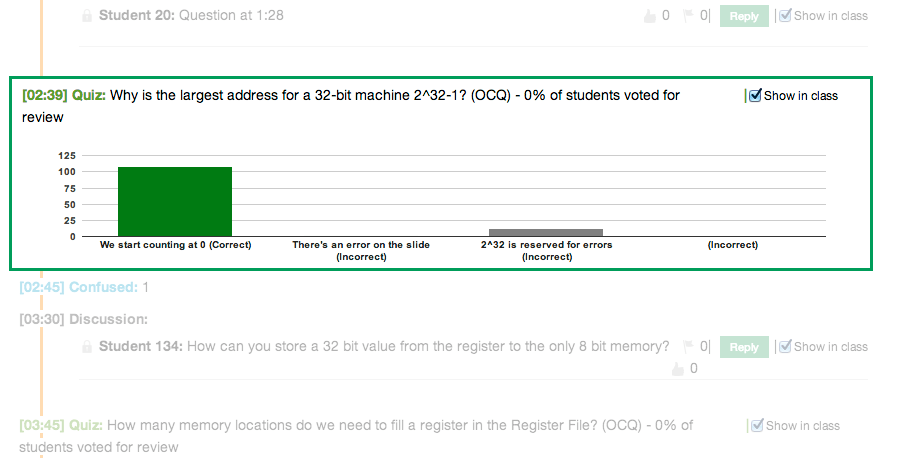 Student 20: Question at 1:28 0 0| Reply | Show in class
[02:39] Quiz: Why is the largest address for a 32-bit machine 2^32-1? (OCQ) - 0% of students voted for | Show in class
review
125
100
75
50
25
0
We start counting at 0 (Correct) There's an error on the slide 2^32 is reserved for errors (Incorrect)
(Incorrect) (Incorrect)
[02:45] Confused: 1
[03:30] Discussion:
Student 134: How can you store a 32 bit value from the register to the only 8 bit memory? 0| Reply | Show in class
0
[03:45] Quiz: How many memory locations do we need to fill a register in the Register File? (OCQ) - 0% of | Show in class
students voted for review